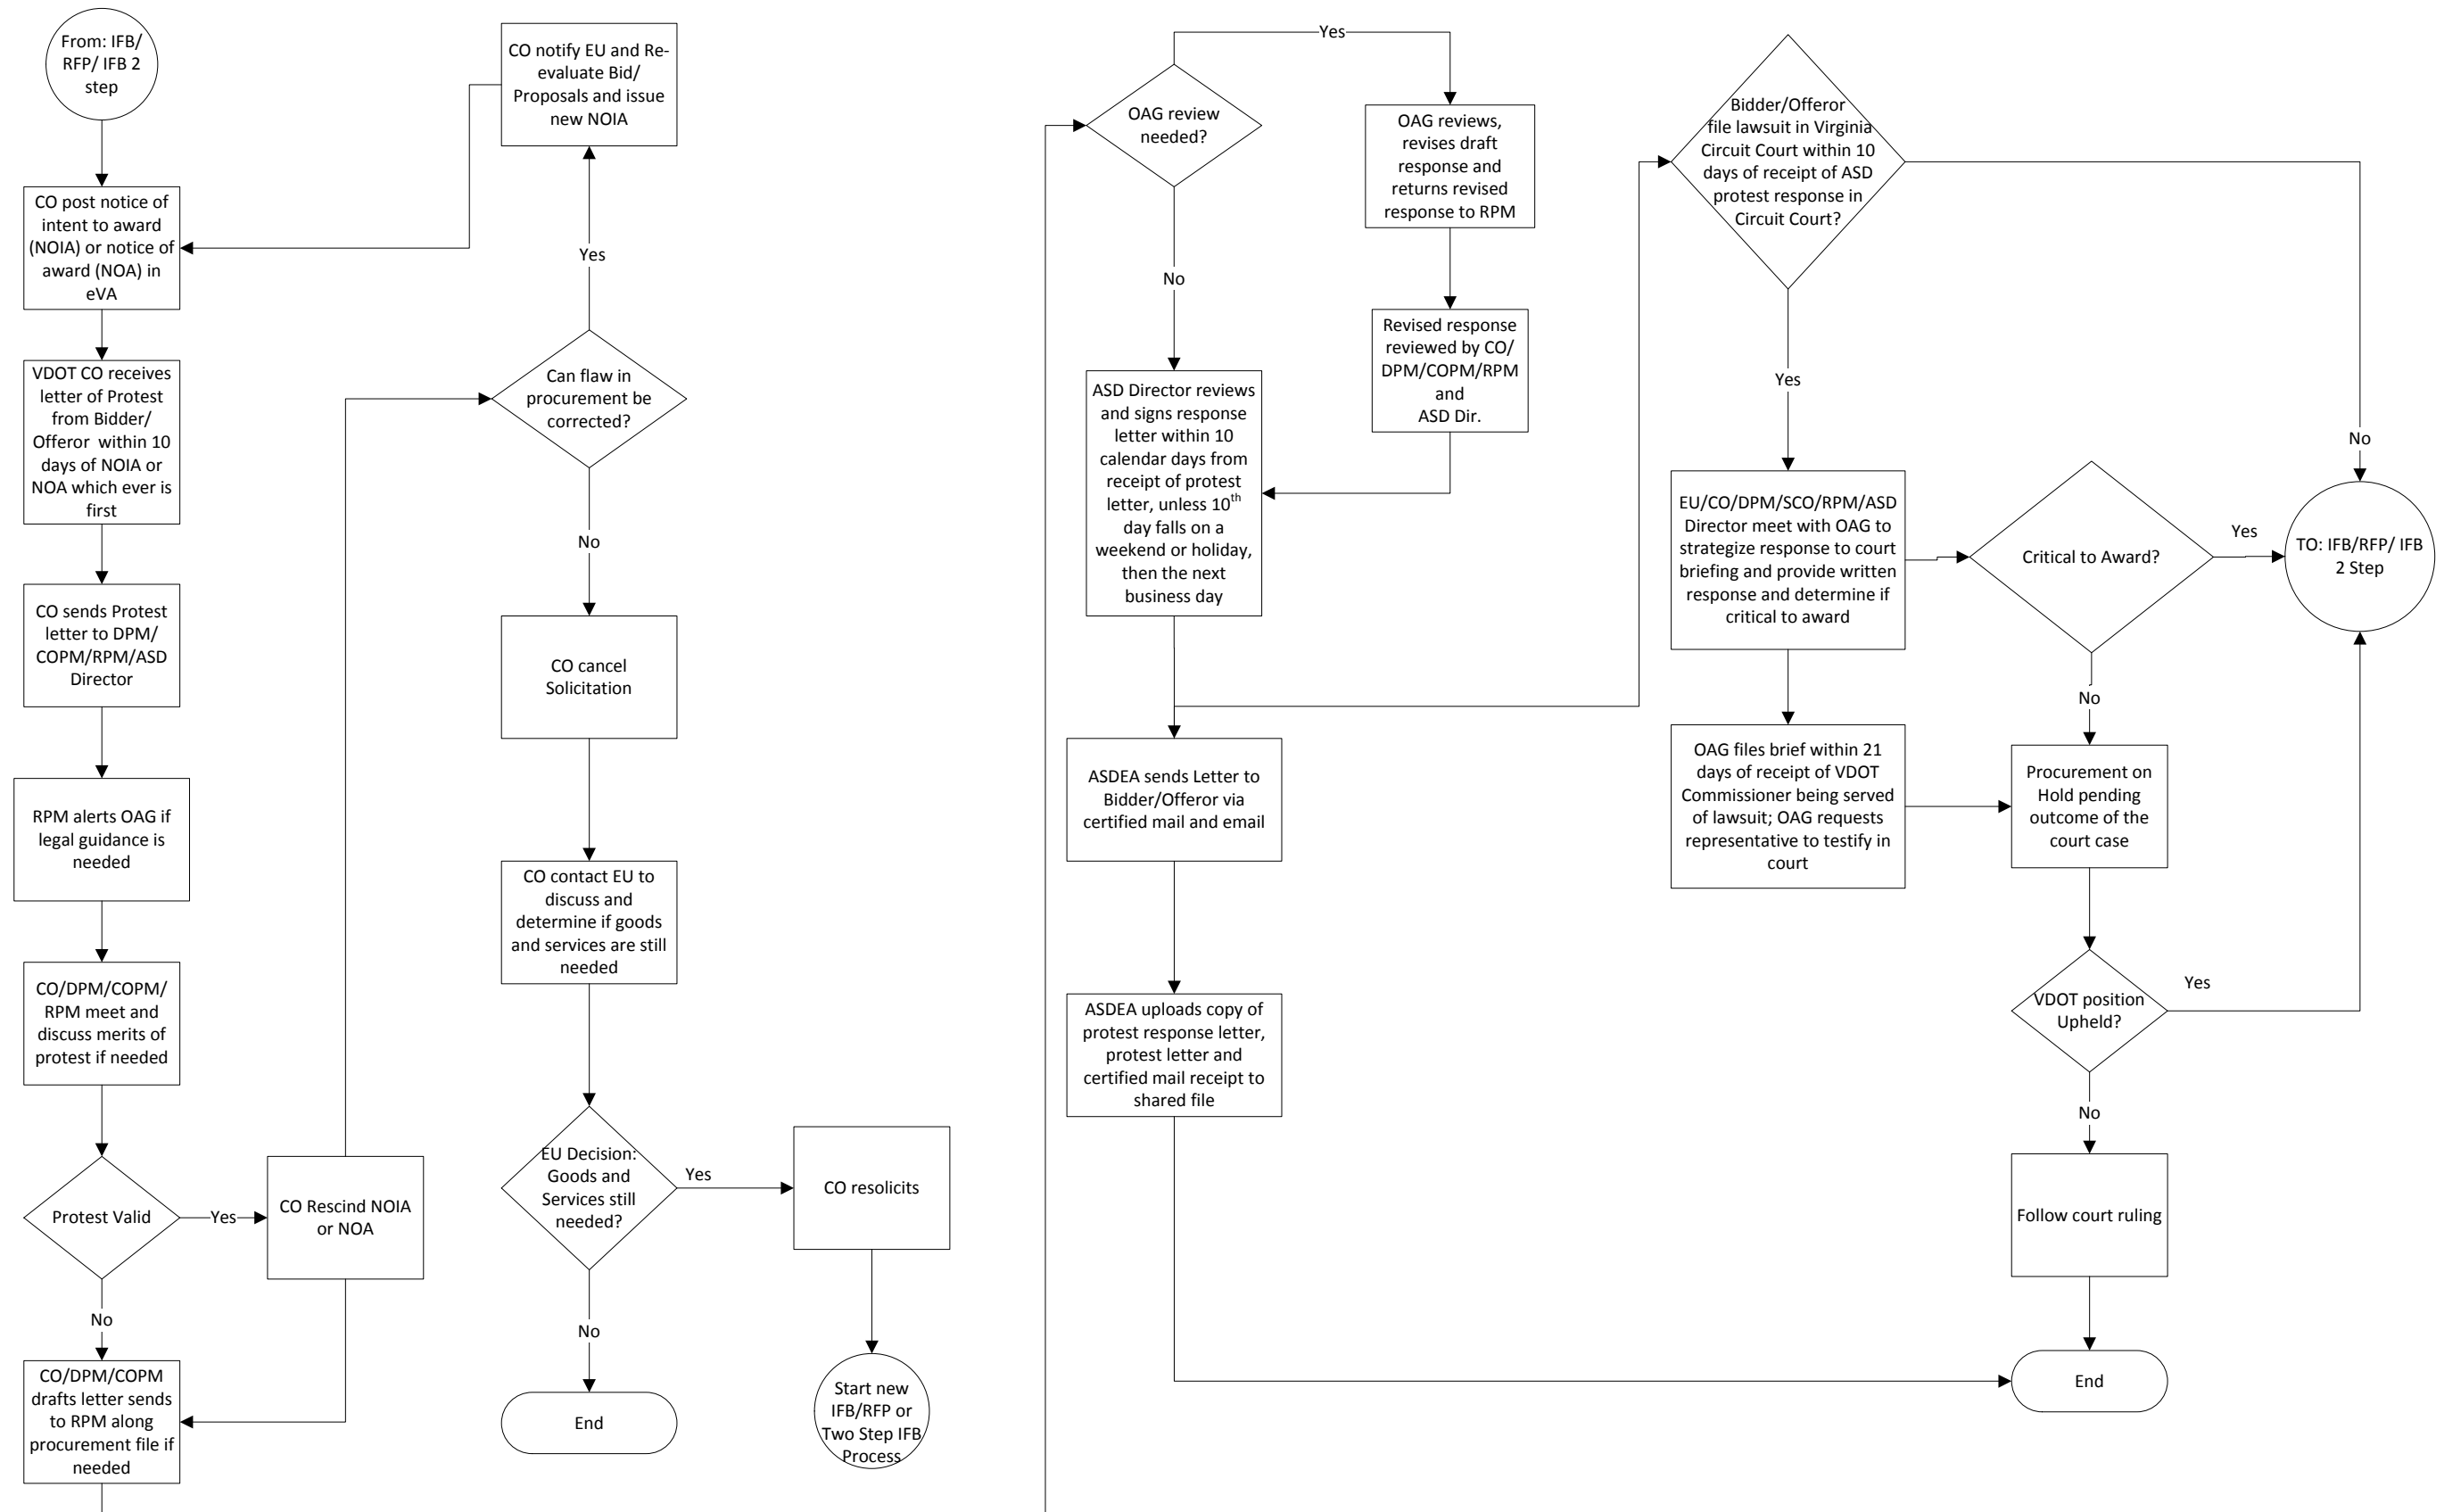 From: IFB/
RFP/ IFB 2
step
CO post notice of
intent to award
(NOIA) or notice of
award (NOA) in
eVA
VDOT CO receives
letter of Protest
from Bidder/
Offeror within 10
days of NOIA or
NOA which ever is
first
CO sends Protest
letter to DPM/
COPM/RPM/ASD
Director
RPM alerts OAG if
legal guidance is
needed
CO/DPM/COPM/
RPM meet and
discuss merits of
protest if needed
Protest Valid
Yes
CO Rescind NOIA
or NOA
No
CO/DPM/COPM
drafts letter sends
to RPM along
procurement file if
needed
CO notify EU and Re-
evaluate Bid/
Proposals and issue
new NOIA
Yes
Can flaw in
procurement be
corrected?
No
CO cancel
Solicitation
CO contact EU to
discuss and
determine if goods
and services are still
needed
EU Decision:
Goods and
Services still
needed?
Yes
CO resolicits
No
End
Start new
IFB/RFP or
Two Step IFB
Process
Yes
OAG review
needed?
No
OAG reviews,
revises draft
response and
returns revised
response to RPM
Revised response
reviewed by CO/
DPM/COPM/RPM
and
ASD Dir.
ASD Director reviews
and signs response
letter within 10
calendar days from
receipt of protest
letter, unless 10th
day falls on a
weekend or holiday,
then the next
business day
ASDEA sends Letter to
Bidder/Offeror via
certified mail and email
ASDEA uploads copy of
protest response letter,
protest letter and
certified mail receipt to
shared file
Bidder/Offeror
file lawsuit in Virginia
Circuit Court within 10
days of receipt of ASD
protest response in
Circuit Court?
Yes
No
EU/CO/DPM/SCO/RPM/ASD
Director meet with OAG to
strategize response to court
briefing and provide written
response and determine if
critical to award
Critical to Award?
Yes
TO: IFB/RFP/ IFB
2 Step
No
OAG files brief within 21
days of receipt of VDOT
Commissioner being served
of lawsuit; OAG requests
representative to testify in
court
Procurement on
Hold pending
outcome of the
court case
VDOT position
Upheld?
Yes
No
Follow court ruling
End